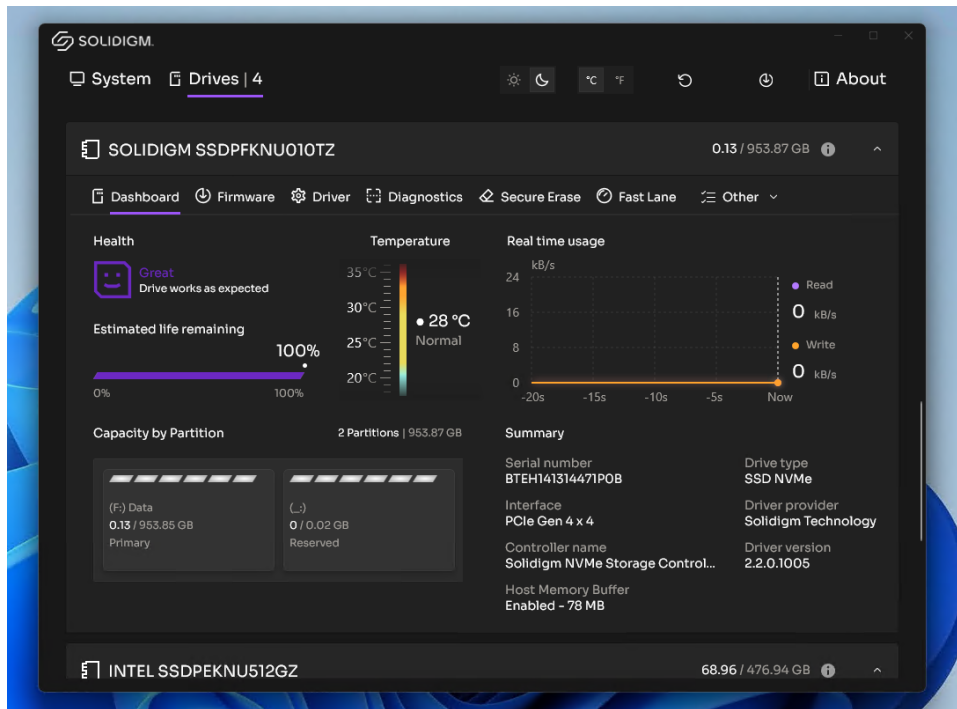 SOLIDIGM.
System Drives | 4 °C °F About
SOLIDIGM SSDPFKNU010TZ 0.13 / 953.87 GB
Dashboard Firmware Driver Diagnostics Secure Erase Fast Lane Other
Health
Great
Drive works as expected
Estimated life remaining
100%
0% 100%
Temperature
35°C
30°C
25°C
20°C
28 °C
Normal
Real time usage
kB/s
24
16
8
0
-20s -15s -10s -5s Now
Read
0 kB/s
Write
0 kB/s
Capacity by Partition 2 Partitions | 953.87 GB
(F:) Data
0.13 / 953.85 GB
Primary
(_:)
0 / 0.02 GB
Reserved
Summary
Serial number
BTEH141314471P0B
Drive type
SSD NVMe
Interface
PCIe Gen 4 x 4
Driver provider
Solidigm Technology
Controller name
Solidigm NVMe Storage Control...
Driver version
2.2.0.1005
Host Memory Buffer
Enabled - 78 MB
INTEL SSDPEKNU512GZ 68.96 / 476.94 GB